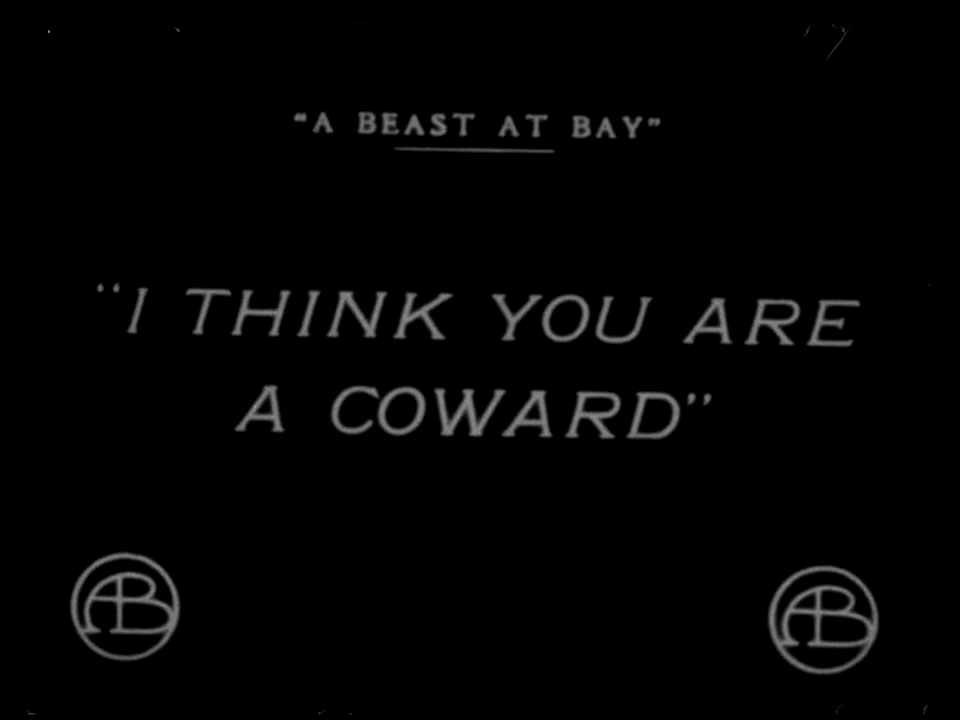 "A BEAST AT BAY"
"I THINK YOU ARE
A COWARD"
AB AB